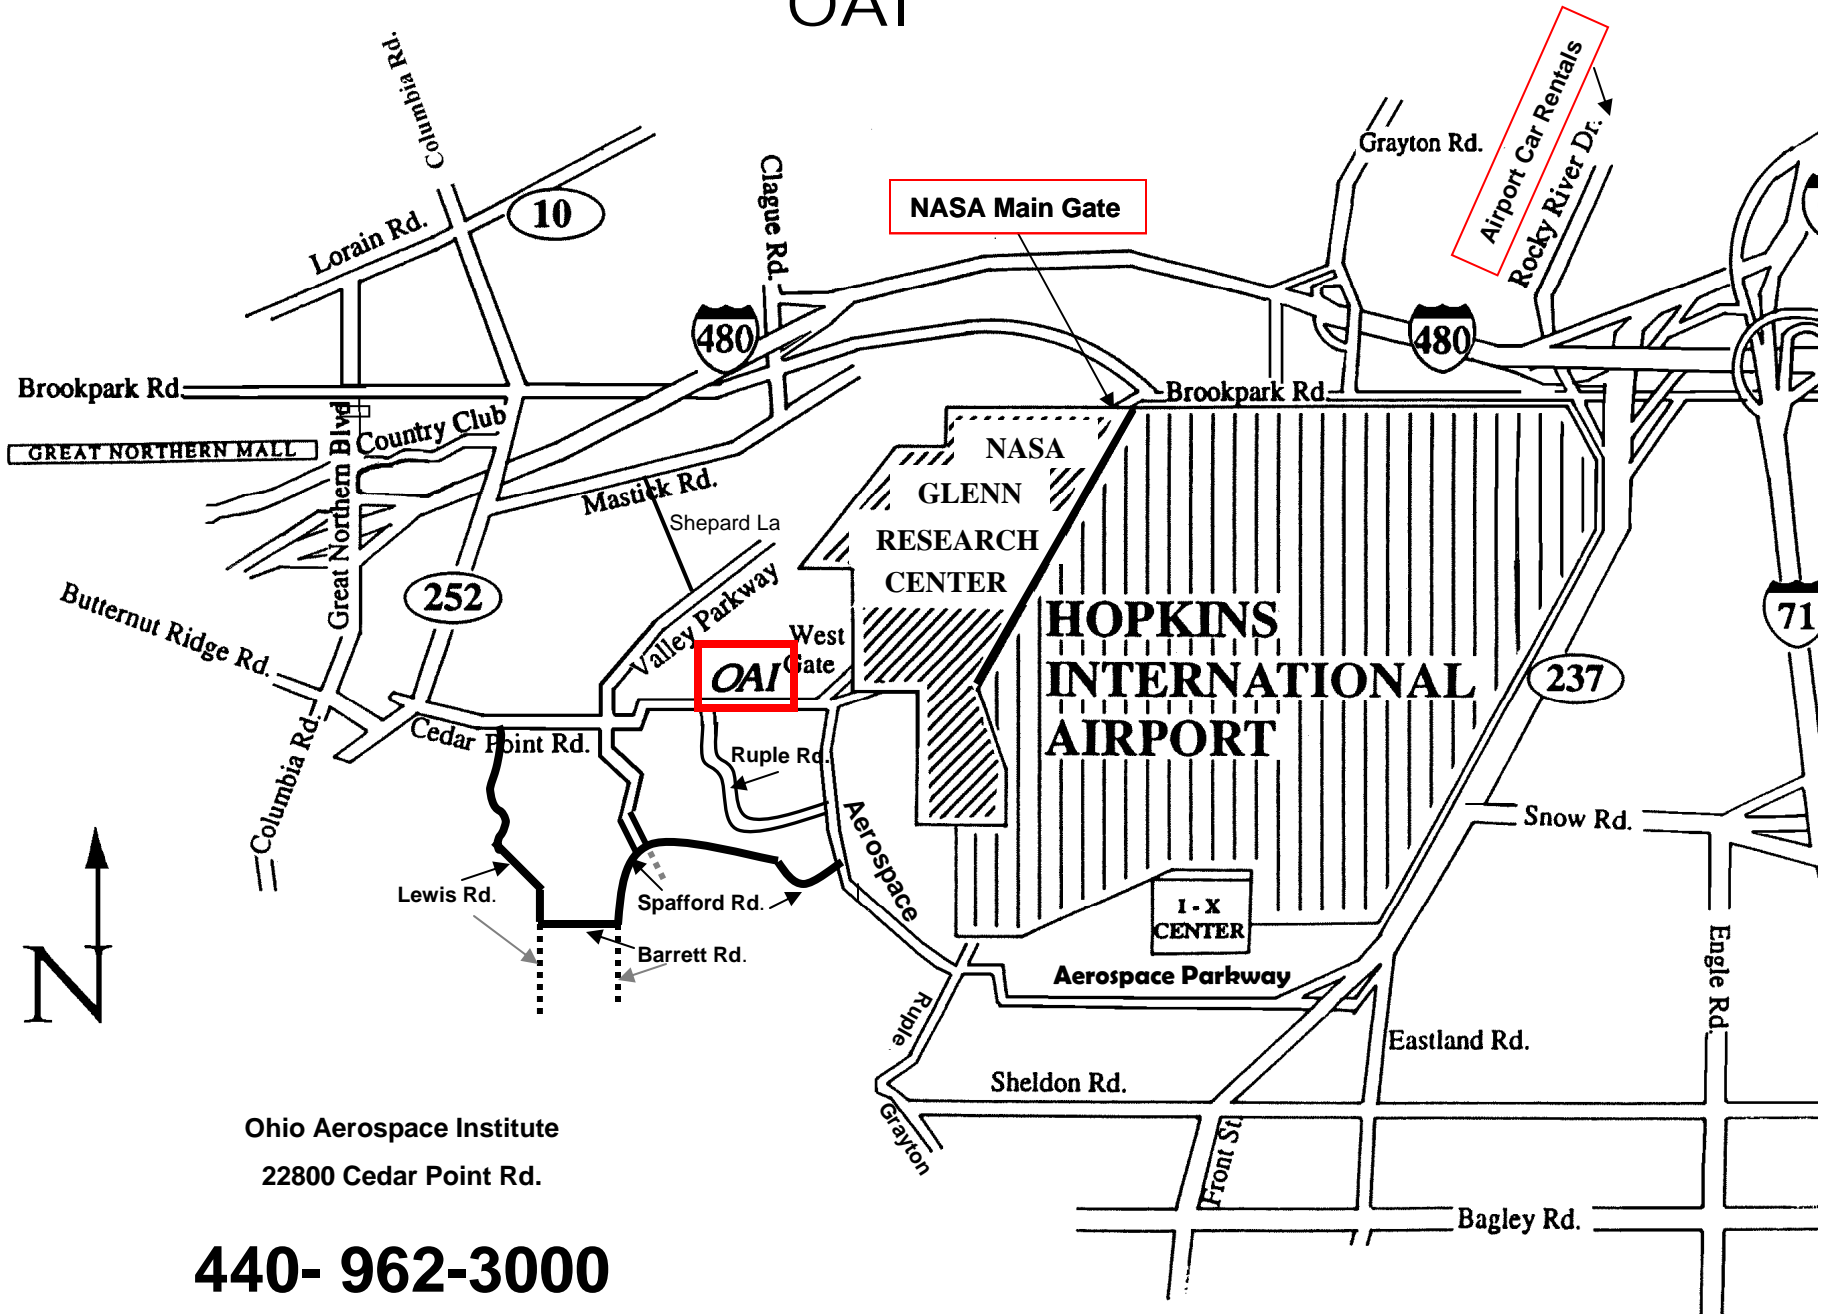 OAI
Columbia Rd.
Airport Car Rentals
Grayton Rd.
Rocky River Dr.
Clague Rd.
NASA Main Gate
10
Lorain Rd.
480
480
Brookpark Rd.
Brookpark Rd.
Country Club
GREAT NORTHERN MALL
Great Northern Blvd
NASA
GLENN
RESEARCH
CENTER
Mastick Rd.
Shepard La
252
Butternut Ridge Rd.
Valley Parkway
West
Gate
OAI
HOPKINS
INTERNATIONAL
AIRPORT
71
237
Cedar Point Rd.
Columbia Rd.
Ruple Rd.
Aerospace
Snow Rd.
Lewis Rd.
Spafford Rd.
I - X
CENTER
Barrett Rd.
Aerospace Parkway
Engle Rd.
N
Ruple
Eastland Rd.
Sheldon Rd.
Grayton
Front St.
Ohio Aerospace Institute
22800 Cedar Point Rd.
Bagley Rd.
440- 962-3000